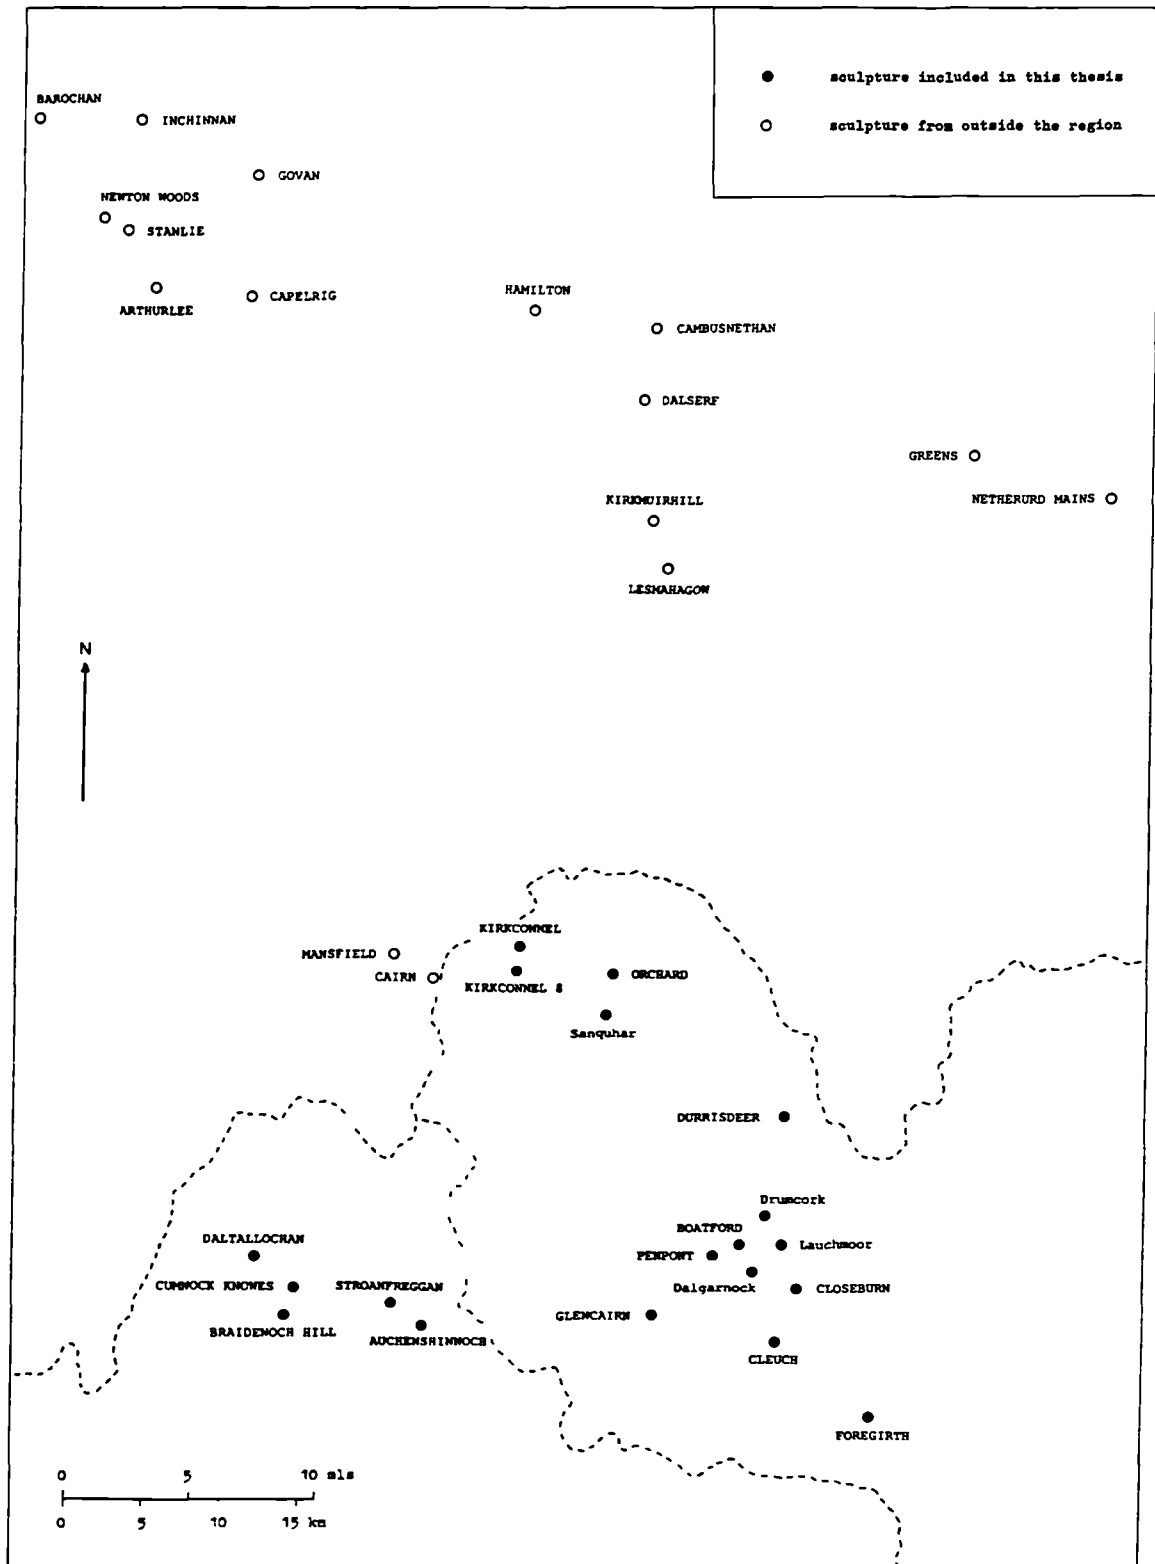 sculpture included in this thesis
sculpture from outside the region
BAROCHAN
INCHINNAN
GOVAN
NEWTON WOODS
STANLIE
ARTHURLEE
CAPELRIG
HAMILTON
CAMBUSNETHAN
DALSERF
GREENS
NETHERURD MAINS
KIRKMUIRHILL
LESMAHAGOW
N
KIRKCONNEL
MANSFIELD
CAIRN
KIRKCONNEL 8
ORCHARD
Sanquhar
DURRISDEER
Drumcork
BOATFORD
Lauchmoor
PENPONT
Dalgarnock
CLOSEBURN
DALTALLOCHAN
CUMNOCK KNOWES
STROANFREGGAN
BRAIDENOCH HILL
AUCHENSHINNOCH
GLENCAIRN
CLEUCH
FOREGIRTH
0 5 10 mls
0 5 10 15 km